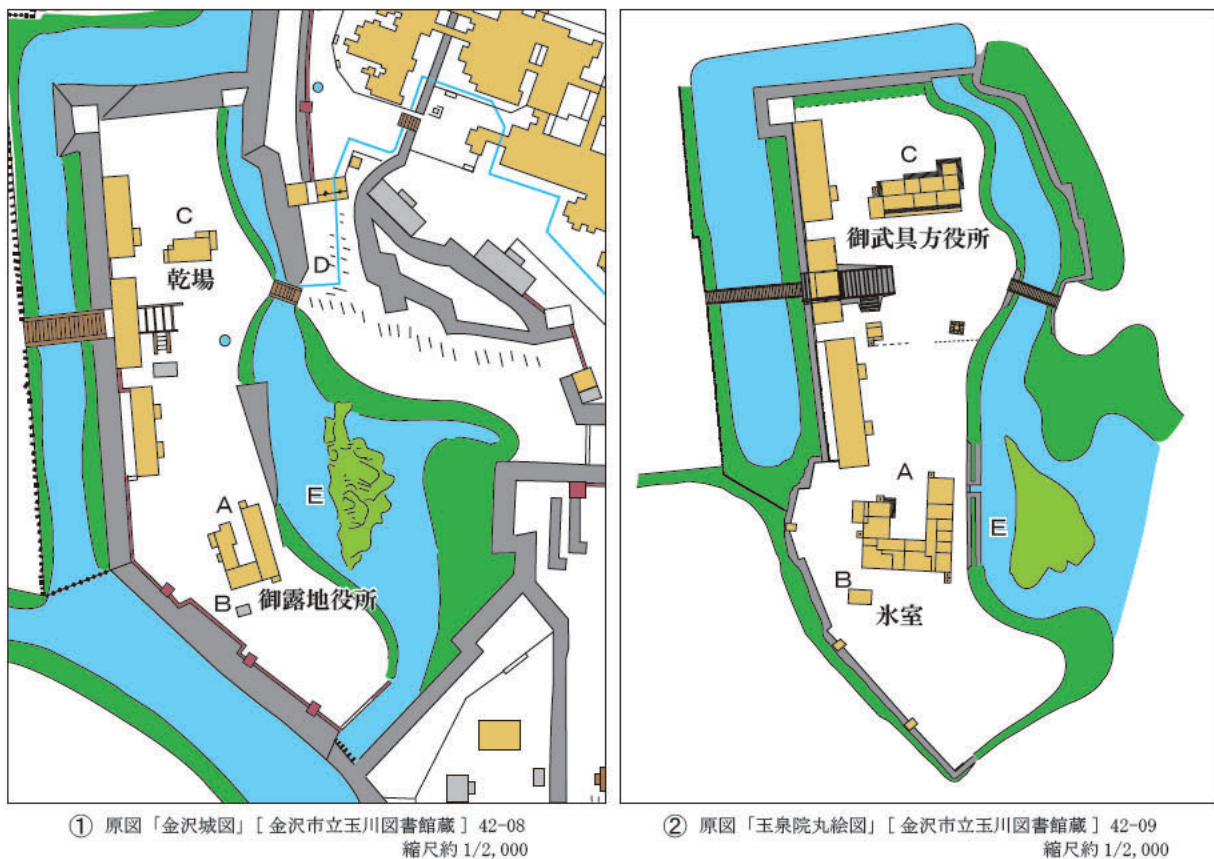 C
乾場
D
E
A
B
御露地役所
① 原図「金沢城図」[ 金沢市立玉川図書館蔵 ] 42-08
縮尺約 1/2,000
C
御武具方役所
A
E
B
氷室
② 原図「玉泉院丸絵図」[ 金沢市立玉川図書館蔵 ] 42-09
縮尺約 1/2,000